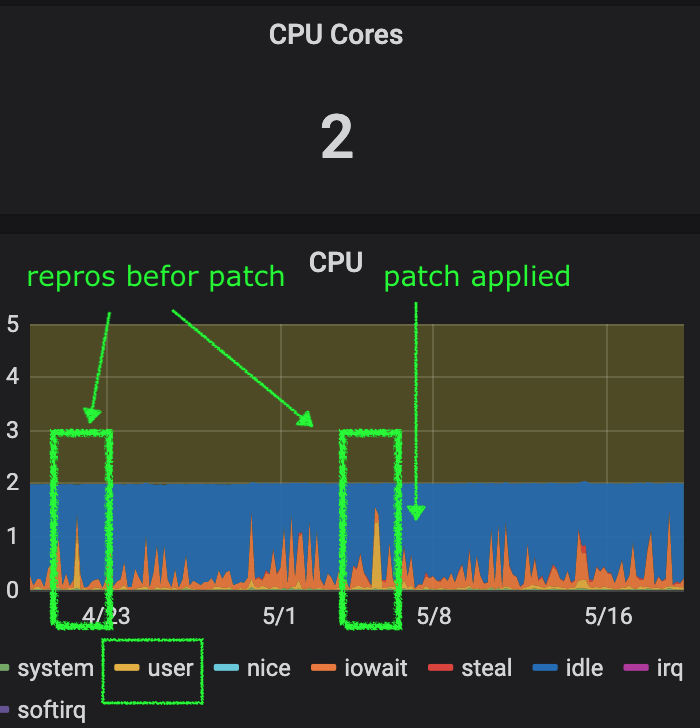 CPU Cores
2
CPU
repros befor patch
patch applied
5
4
3
2
1
0
4/23 5/1 5/8 5/16
system user nice iowait steal idle irq
softirq